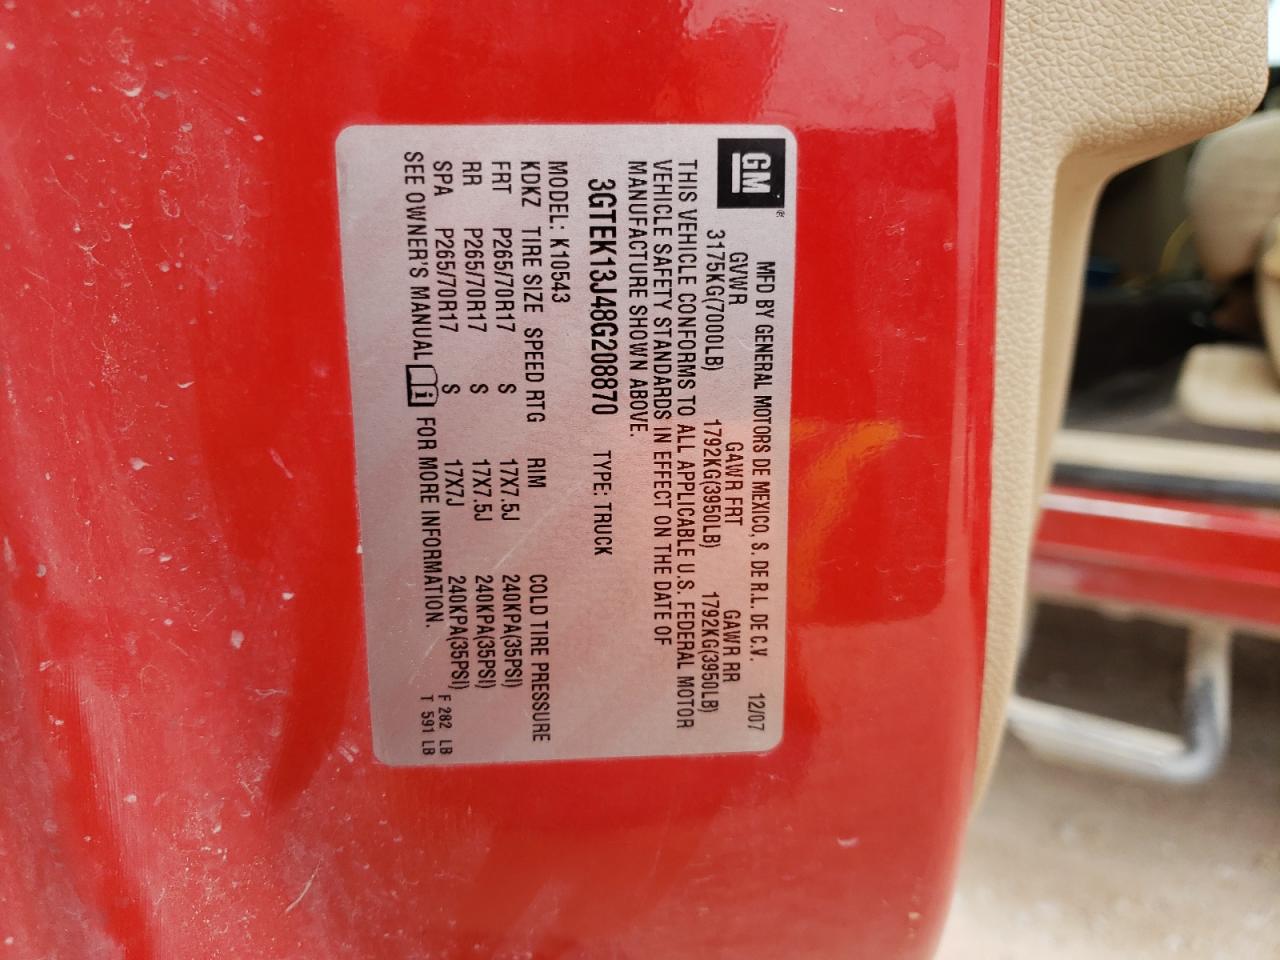 GM ®
MFD BY GENERAL MOTORS DE MEXICO, S. DE R.L. DE C.V. 12/07
GVWR GAWR FRT GAWR RR
3175KG(7000LB) 1792KG(3950LB) 1792KG(3950LB)
THIS VEHICLE CONFORMS TO ALL APPLICABLE U.S. FEDERAL MOTOR
VEHICLE SAFETY STANDARDS IN EFFECT ON THE DATE OF
MANUFACTURE SHOWN ABOVE.
3GTEK13J48G208870 TYPE: TRUCK
MODEL: K10543
KDKZ TIRE SIZE SPEED RTG RIM COLD TIRE PRESSURE
FRT P265/70R17 S 17X7.5J 240KPA(35PSI)
RR P265/70R17 S 17X7.5J 240KPA(35PSI)
SPA P265/70R17 S 17X7J 240KPA(35PSI) F 282 LB
SEE OWNER'S MANUAL i FOR MORE INFORMATION. T 591 LB